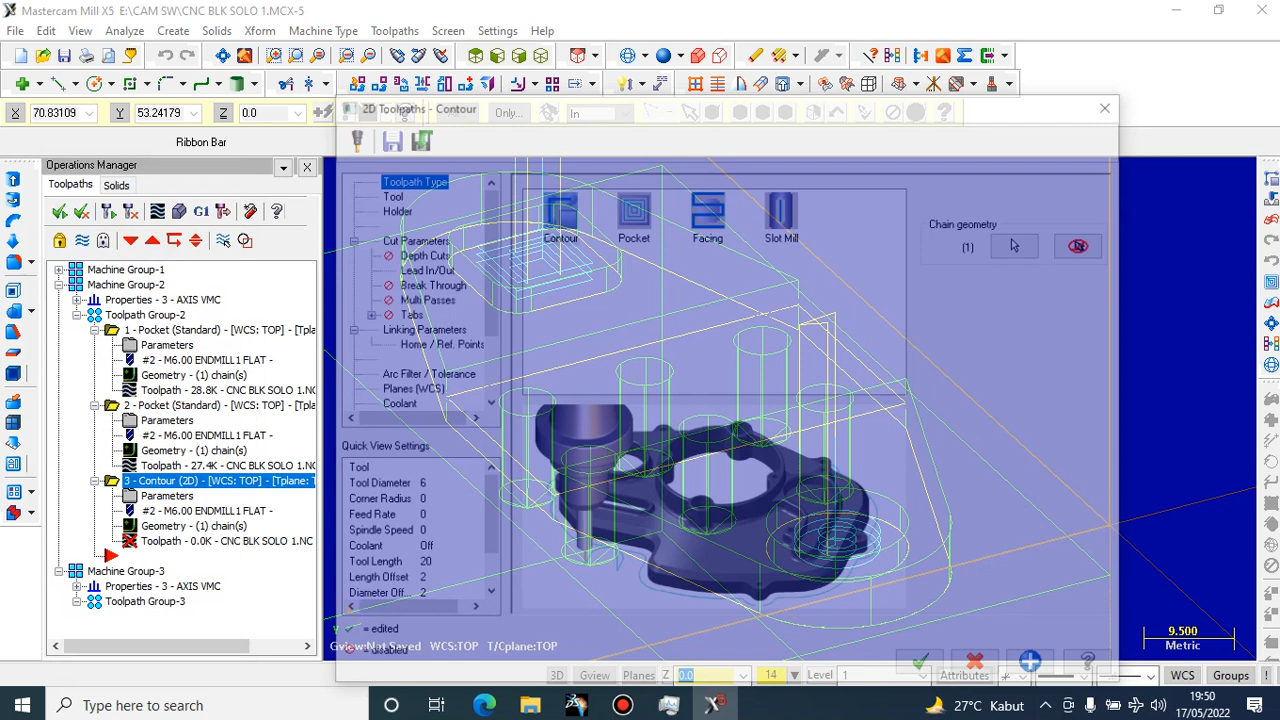 Mastercam Mill X5 E:\CAM SW\CNC BLK SOLO 1.MCX-5
File Edit View Analyze Create Solids Xform Machine Type Toolpaths Screen Settings Help
X 70.83109 Y 53.24179 Z 0.0 Only... In
2D Toolpaths - Contour
Ribbon Bar
Operations Manager
Toolpaths Solids
G1
Machine Group-1
Machine Group-2
Properties - 3 - AXIS VMC
Toolpath Group-2
1 - Pocket (Standard) - [WCS: TOP] - [Tpla
Parameters
#2 - M6.00 ENDMILL1 FLAT -
Geometry - (1) chain(s)
Toolpath - 28.8K - CNC BLK SOLO 1.NC
2 - Pocket (Standard) - [WCS: TOP] - [Tpla
Parameters
#2 - M6.00 ENDMILL1 FLAT -
Geometry - (1) chain(s)
Toolpath - 27.4K - CNC BLK SOLO 1.NC
3 - Contour (2D) - [WCS: TOP] - [Tplane: T
Parameters
#2 - M6.00 ENDMILL1 FLAT -
Geometry - (1) chain(s)
Toolpath - 0.0K - CNC BLK SOLO 1.NC
Machine Group-3
Properties - 3 - AXIS VMC
Toolpath Group-3
Toolpath Type
Tool
Holder
Cut Parameters
Depth Cuts
Lead In/Out
Break Through
Multi Passes
Tabs
Linking Parameters
Home / Ref. Points
Arc Filter / Tolerance
Planes (WCS)
Coolant
Contour Pocket Facing Slot Mill
Chain geometry
(1)
Quick View Settings:
Tool
Tool Diameter 6
Corner Radius 0
Feed Rate 0
Spindle Speed 0
Coolant Off
Tool Length 20
Length Offset 2
Diameter Off... 2
= edited
= disabled
Gview:Not Saved WCS:TOP T/Cplane:TOP
9.500
Metric
3D Gview Planes Z 0.0 14 Level 1 Attributes WCS Groups
Type here to search
27°C Kabut
19:50
17/05/2022